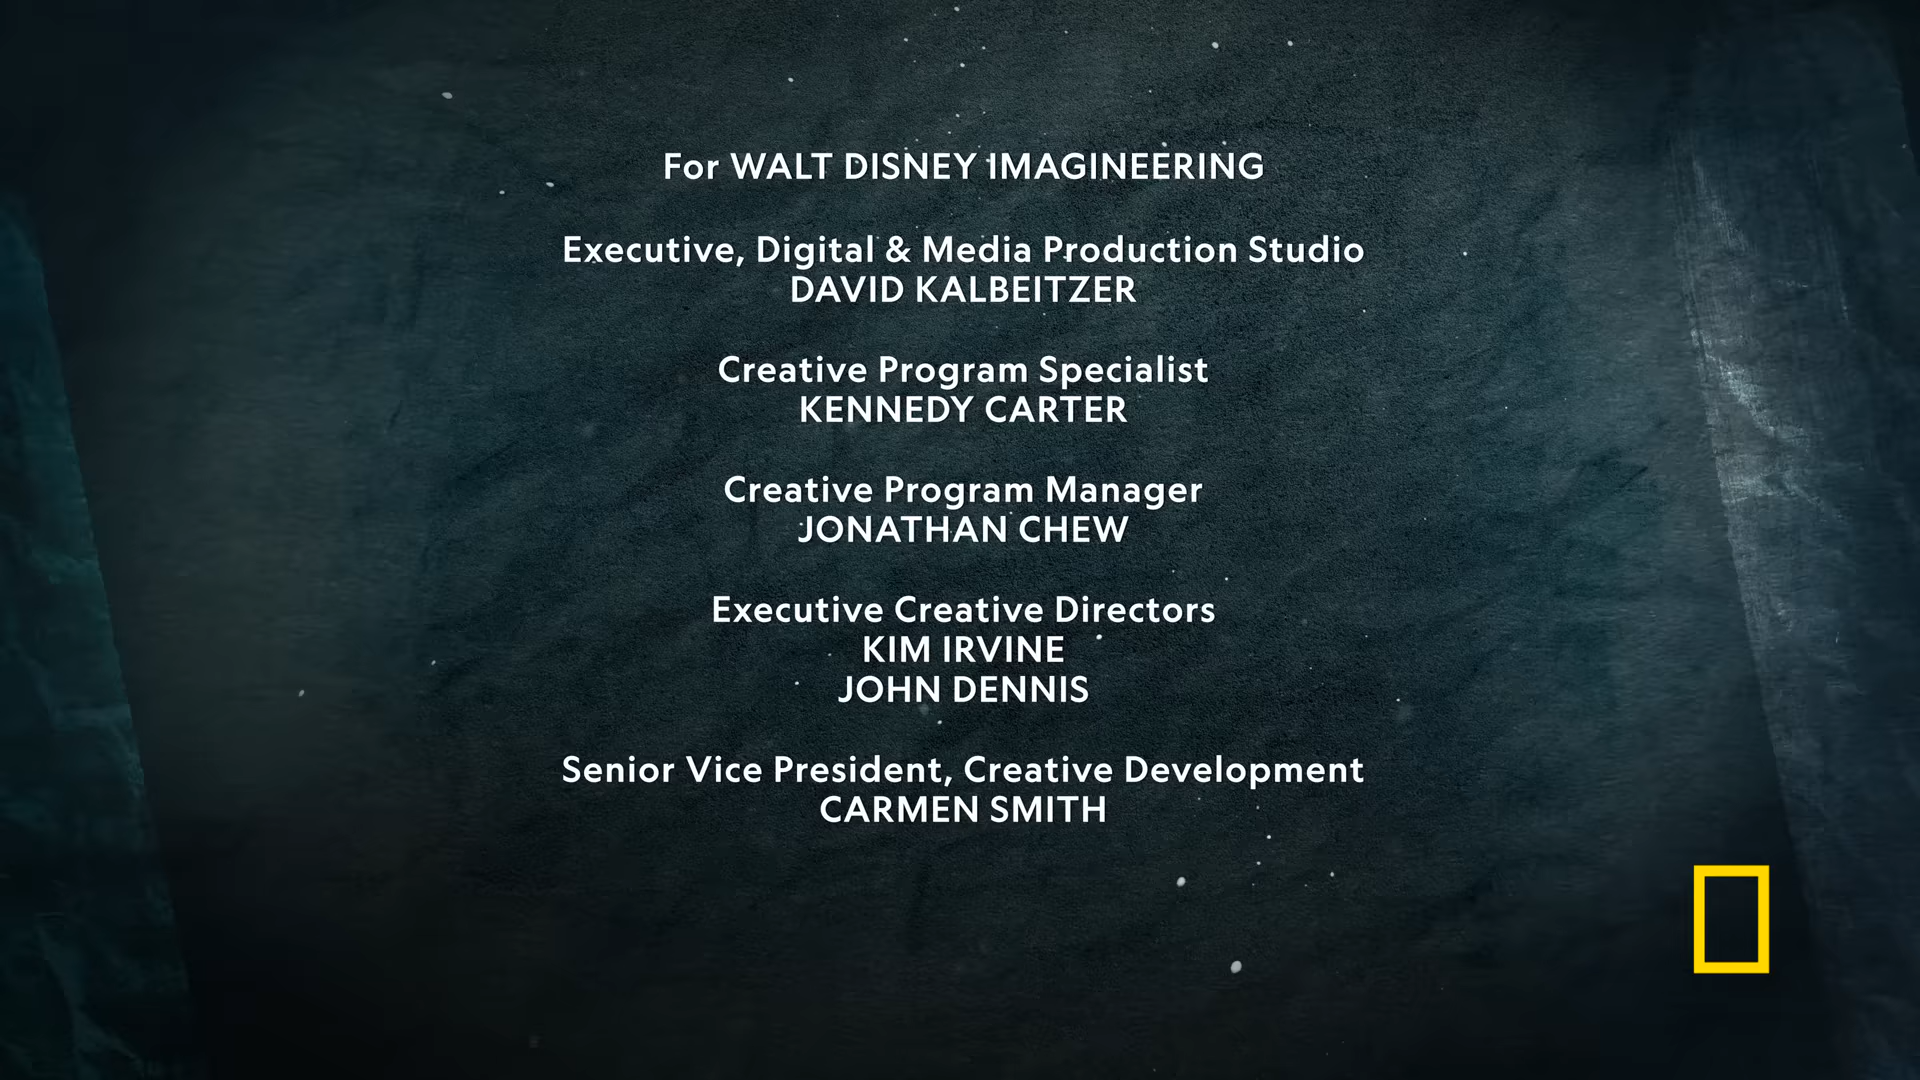 For WALT DISNEY IMAGINEERING
Executive, Digital & Media Production Studio
DAVID KALBEITZER
Creative Program Specialist
KENNEDY CARTER
Creative Program Manager
JONATHAN CHEW
Executive Creative Directors
KIM IRVINE
JOHN DENNIS
Senior Vice President, Creative Development
CARMEN SMITH